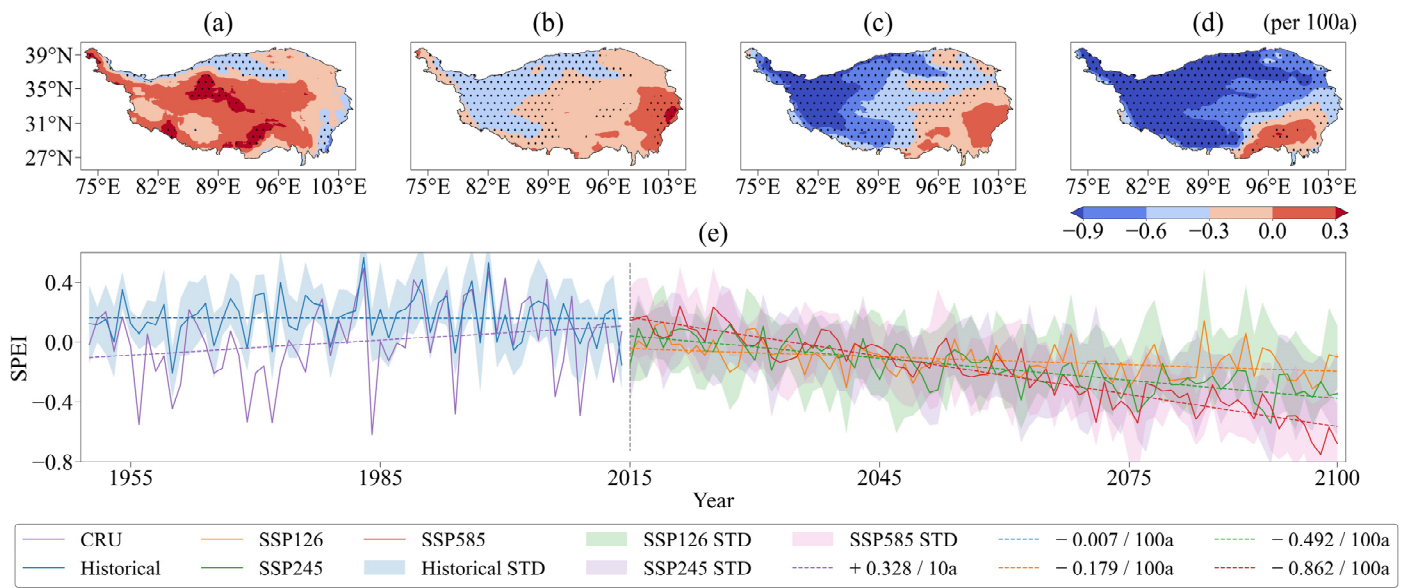 (a) (b) (c) (d) (per 100a)
39°N
35°N
31°N
27°N
75°E 82°E 89°E 96°E 103°E 75°E 82°E 89°E 96°E 103°E 75°E 82°E 89°E 96°E 103°E 75°E 82°E 89°E 96°E 103°E
−0.9 −0.6 −0.3 0.0 0.3
(e)
SPEI
0.4
0.0
−0.4
−0.8
1955 1985 2015 2045 2075 2100
Year
CRU SSP126 SSP585 SSP126 STD SSP585 STD − 0.007 / 100a − 0.492 / 100a
Historical SSP245 Historical STD SSP245 STD + 0.328 / 10a − 0.179 / 100a − 0.862 / 100a